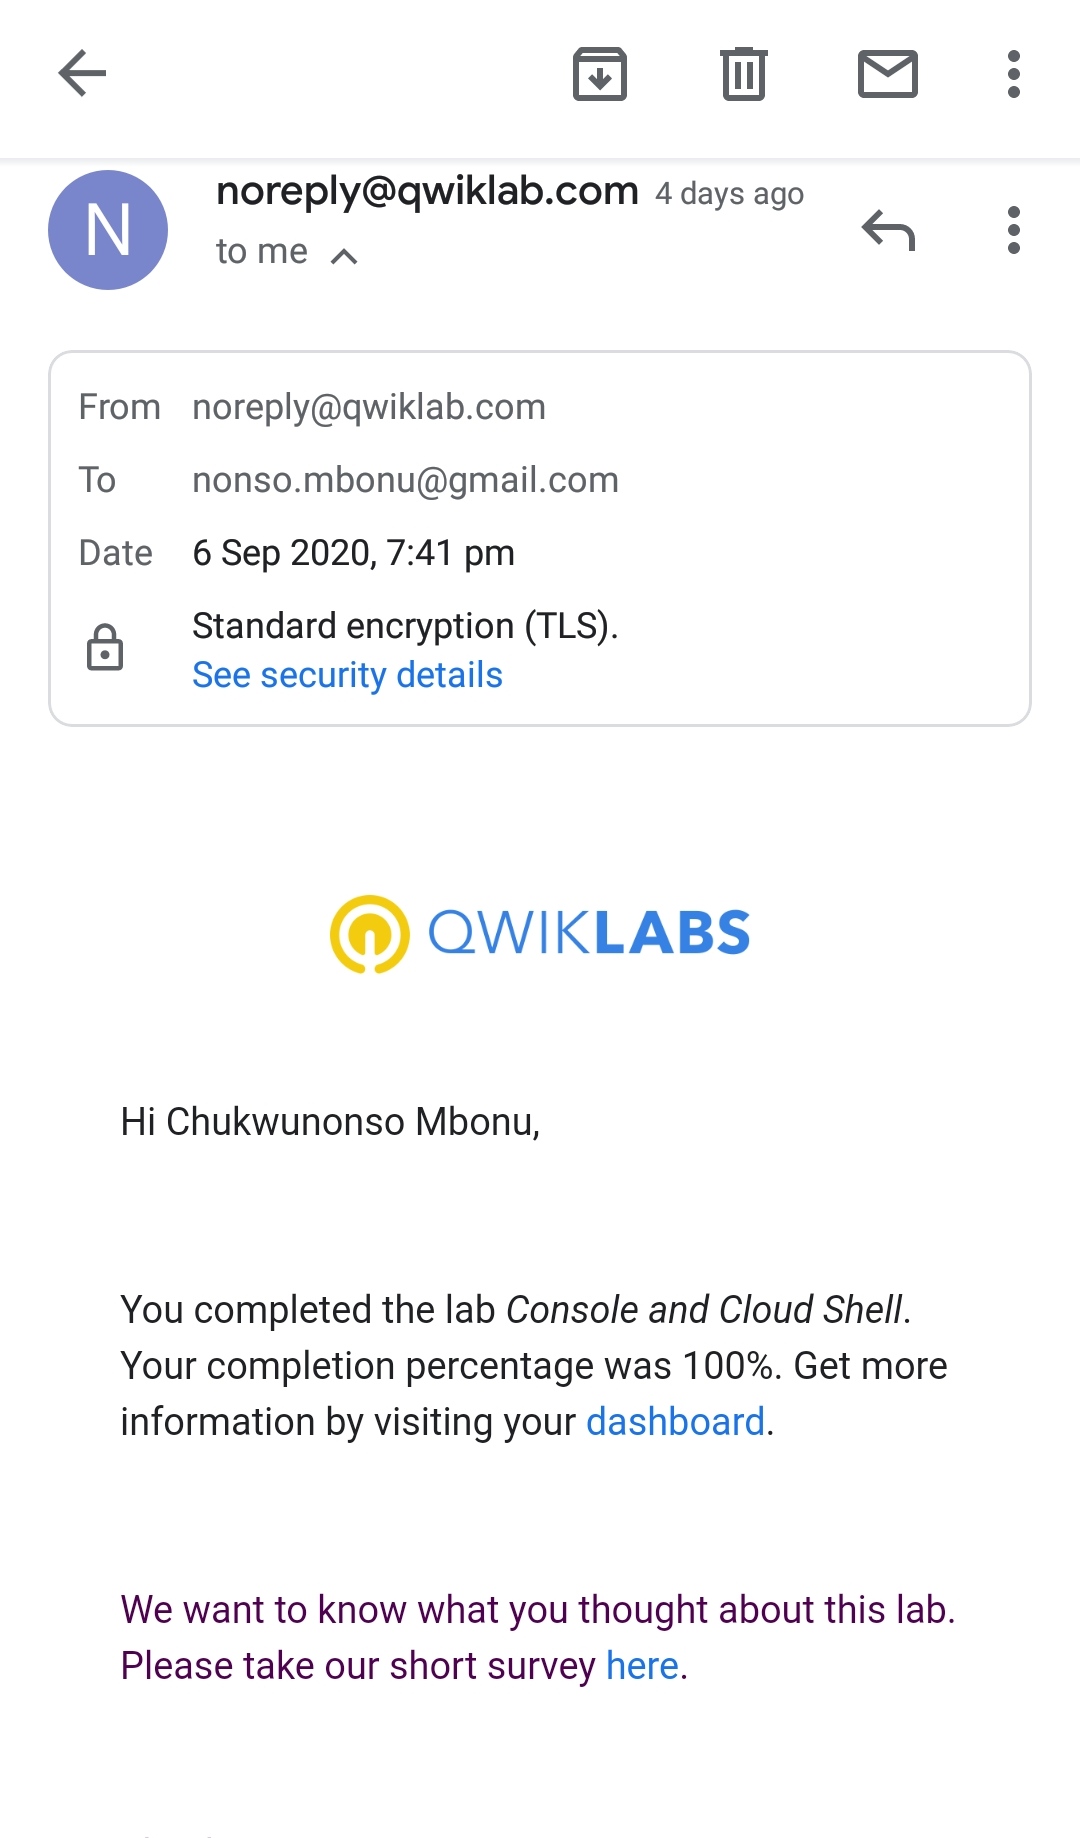 N
noreply@qwiklab.com 4 days ago
to me
From noreply@qwiklab.com
To nonso.mbonu@gmail.com
Date 6 Sep 2020, 7:41 pm
Standard encryption (TLS).
See security details
QWIKLABS
Hi Chukwunonso Mbonu,
You completed the lab Console and Cloud Shell.
Your completion percentage was 100%. Get more
information by visiting your dashboard.
We want to know what you thought about this lab.
Please take our short survey here.